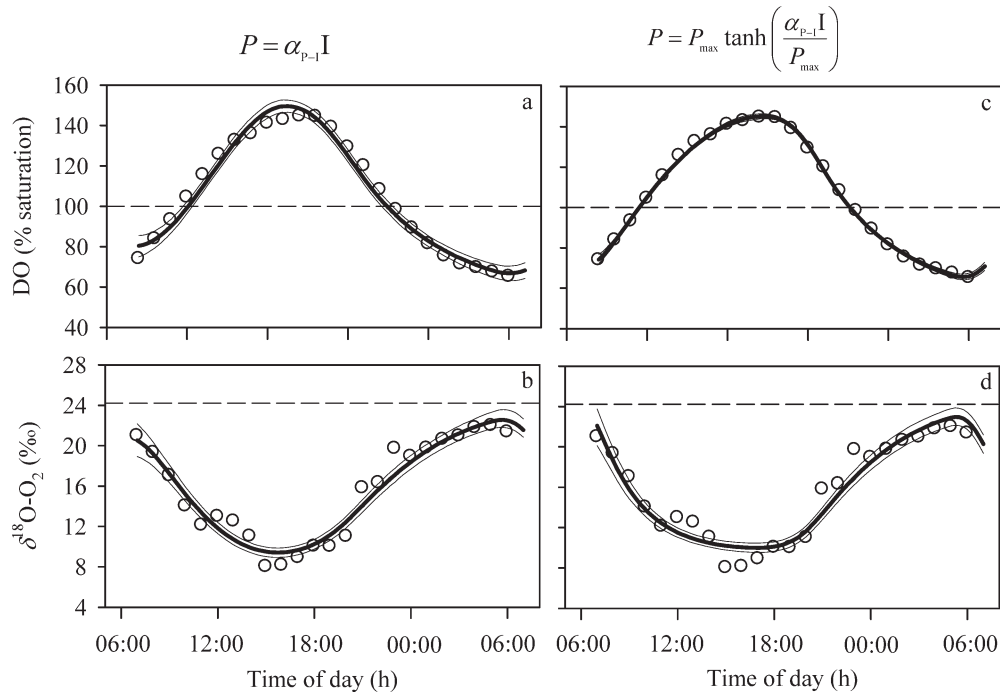 P = α_P–I I
P = P_max tanh(α_P–I I / P_max)
160 a c
140
120
100
80
60
40
DO (% saturation)
28 b d
24
20
16
12
8
4
δ¹⁸O-O₂ (‰)
06:00 12:00 18:00 00:00 06:00 06:00 12:00 18:00 00:00 06:00
Time of day (h) Time of day (h)